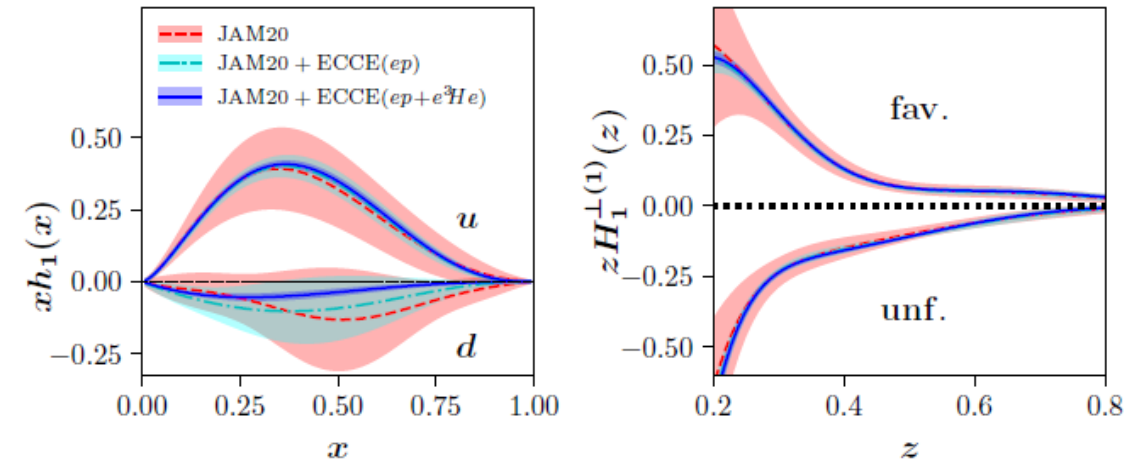 JAM20
JAM20 + ECCE(ep)
JAM20 + ECCE(ep+e³He)
0.50
0.25
0.00
−0.25
xh₁(x)
u
d
0.00 0.25 0.50 0.75 1.00
x
0.50
0.25
0.00
−0.25
−0.50
zH₁^⊥(1)(z)
fav.
unf.
0.2 0.4 0.6 0.8
z